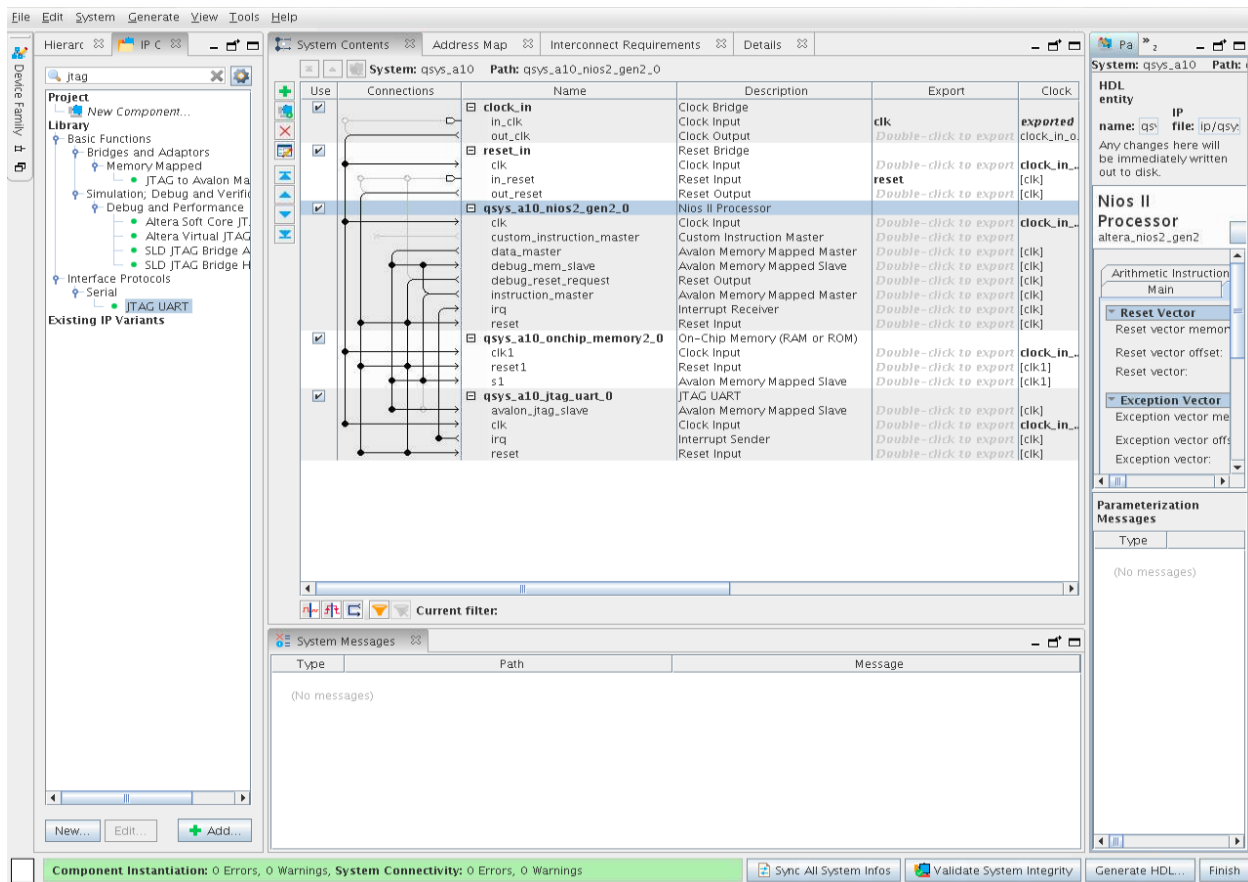 File Edit System Generate View Tools Help
Device Family
Hierarc IP C
jtag
Project
New Component...
Library
Basic Functions
Bridges and Adaptors
Memory Mapped
JTAG to Avalon Ma
Simulation; Debug and Verific
Debug and Performance
Altera Soft Core JT.
Altera Virtual JTAG
SLD JTAG Bridge A
SLD JTAG Bridge H
Interface Protocols
Serial
JTAG UART
Existing IP Variants
New... Edit... Add...
System Contents Address Map Interconnect Requirements Details
System: qsys_a10 Path: qsys_a10_nios2_gen2_0
Use Connections Name Description Export Clock
clock_in Clock Bridge
in_clk Clock Input clk exported
out_clk Clock Output Double-click to export clock_in_o.
reset_in Reset Bridge
clk Clock Input Double-click to export clock_in_..
in_reset Reset Input reset [clk]
out_reset Reset Output Double-click to export [clk]
qsys_a10_nios2_gen2_0 Nios II Processor
clk Clock Input Double-click to export clock_in_..
custom_instruction_master Custom Instruction Master Double-click to export
data_master Avalon Memory Mapped Master Double-click to export [clk]
debug_mem_slave Avalon Memory Mapped Slave Double-click to export [clk]
debug_reset_request Reset Output Double-click to export [clk]
instruction_master Avalon Memory Mapped Master Double-click to export [clk]
irq Interrupt Receiver Double-click to export [clk]
reset Reset Input Double-click to export [clk]
qsys_a10_onchip_memory2_0 On-Chip Memory (RAM or ROM)
clk1 Clock Input Double-click to export clock_in_..
reset1 Reset Input Double-click to export [clk1]
s1 Avalon Memory Mapped Slave Double-click to export [clk1]
qsys_a10_jtag_uart_0 JTAG UART
avalon_jtag_slave Avalon Memory Mapped Slave Double-click to export [clk]
clk Clock Input Double-click to export clock_in_..
irq Interrupt Sender Double-click to export [clk]
reset Reset Input Double-click to export [clk]
Current filter:
System Messages
Type Path Message
(No messages)
Pa » 2
System: qsys_a10 Path:
HDL
entity IP
name: qsy file: ip/qsy:
Any changes here will
be immediately written
out to disk.
Nios II
Processor
altera_nios2_gen2
Arithmetic Instruction
Main
Reset Vector
Reset vector memor
Reset vector offset:
Reset vector:
Exception Vector
Exception vector me
Exception vector offs
Exception vector:
Parameterization
Messages
Type
(No messages)
Component Instantiation: 0 Errors, 0 Warnings, System Connectivity: 0 Errors, 0 Warnings
Sync All System Infos Validate System Integrity Generate HDL... Finish